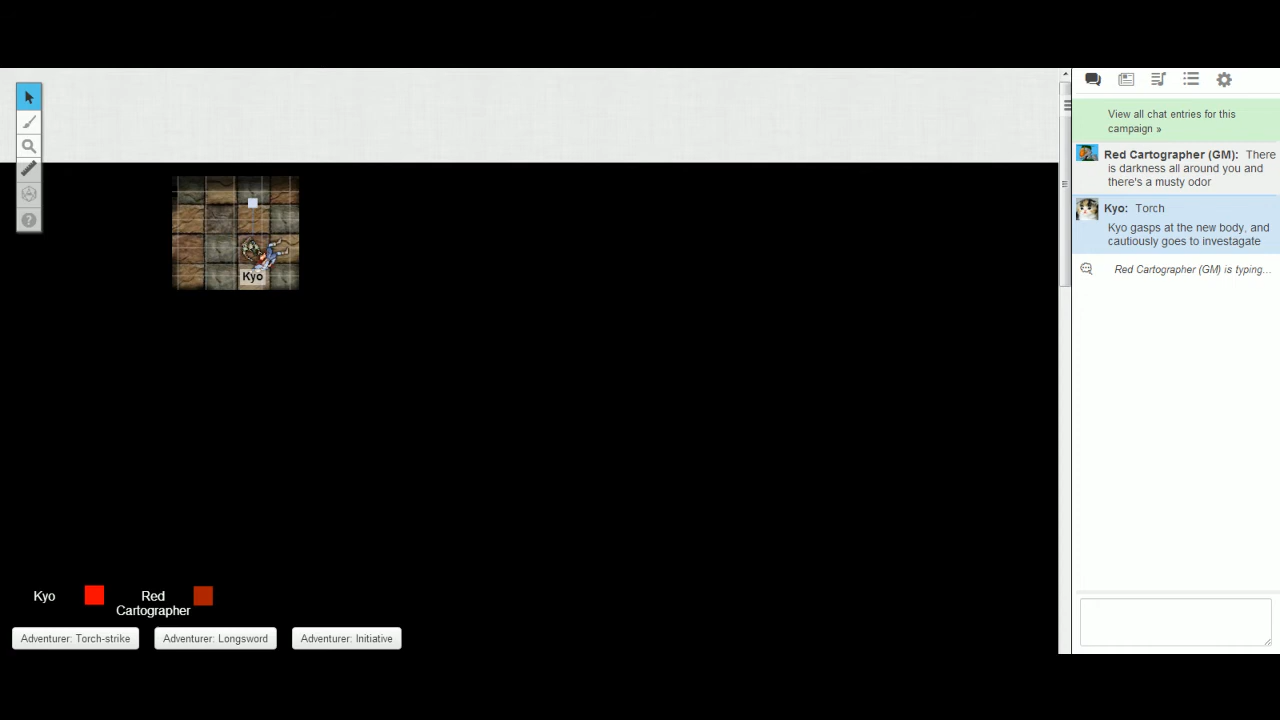 View all chat entries for this
campaign »
Red Cartographer (GM): There
is darkness all around you and
there's a musty odor
Kyo: Torch
Kyo gasps at the new body, and
cautiously goes to investagate
Red Cartographer (GM) is typing...
Kyo
Kyo
Red
Cartographer
Adventurer: Torch-strike
Adventurer: Longsword
Adventurer: Initiative